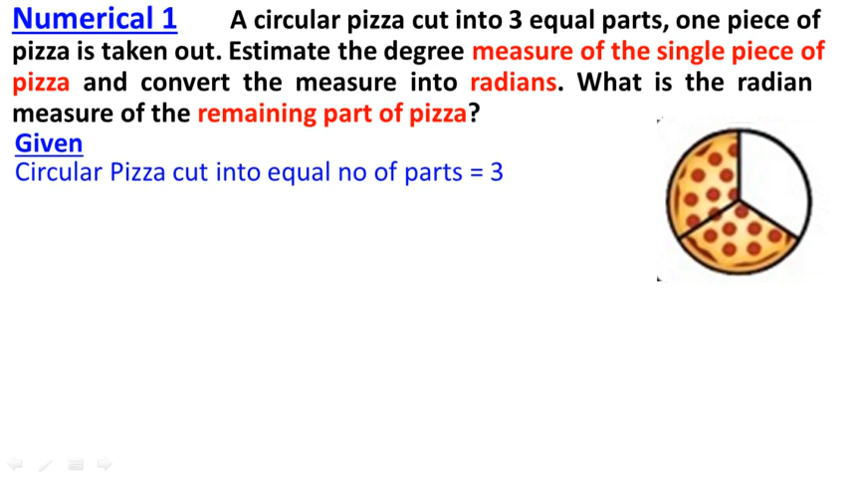 Numerical 1 A circular pizza cut into 3 equal parts, one piece of
pizza is taken out. Estimate the degree measure of the single piece of
pizza and convert the measure into radians. What is the radian
measure of the remaining part of pizza?
Given
Circular Pizza cut into equal no of parts = 3